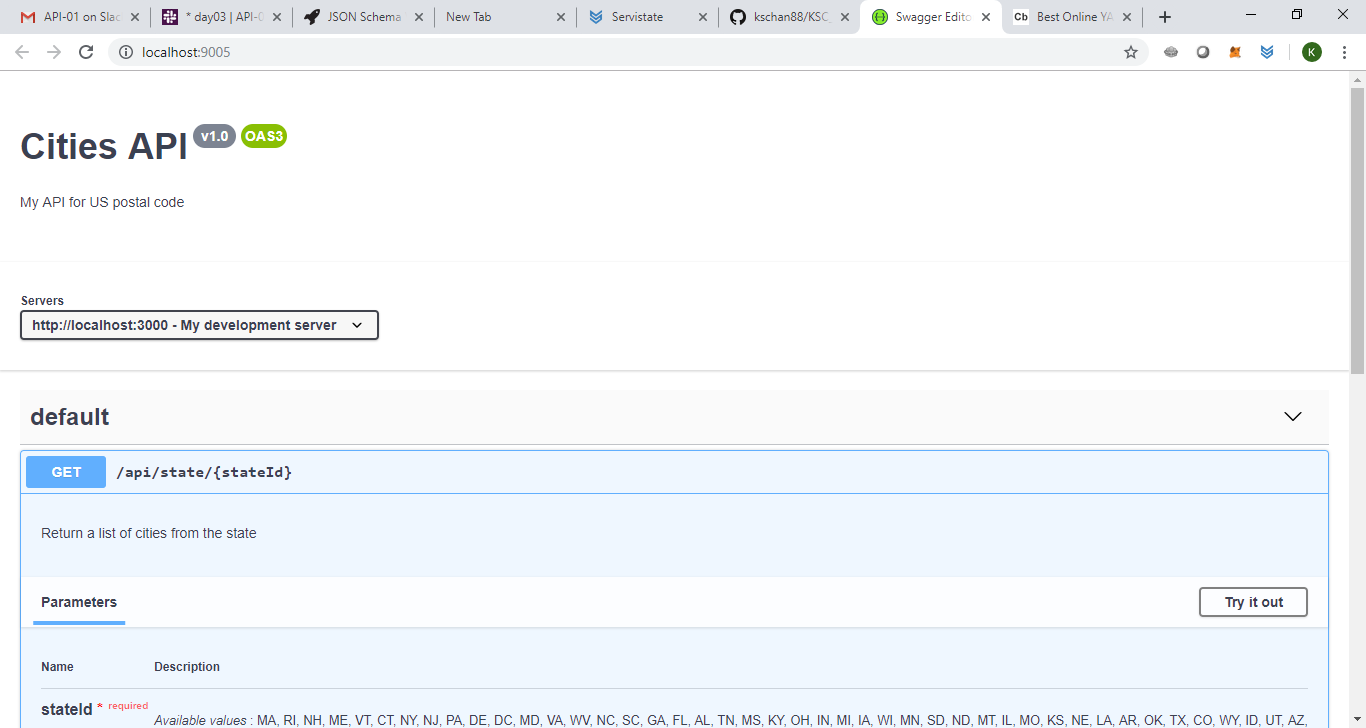 API-01 on Slac
* day03 | API-0
JSON Schema
New Tab
Servistate
kschan88/KSC_
Swagger Edito
Cb Best Online YA
localhost:9005
K
Cities API v1.0 OAS3
My API for US postal code
Servers
http://localhost:3000 - My development server
default
GET /api/state/{stateId}
Return a list of cities from the state
Parameters
Try it out
Name Description
stateId * required
Available values : MA, RI, NH, ME, VT, CT, NY, NJ, PA, DE, DC, MD, VA, WV, NC, SC, GA, FL, AL, TN, MS, KY, OH, IN, MI, IA, WI, MN, SD, ND, MT, IL, MO, KS, NE, LA, AR, OK, TX, CO, WY, ID, UT, AZ,